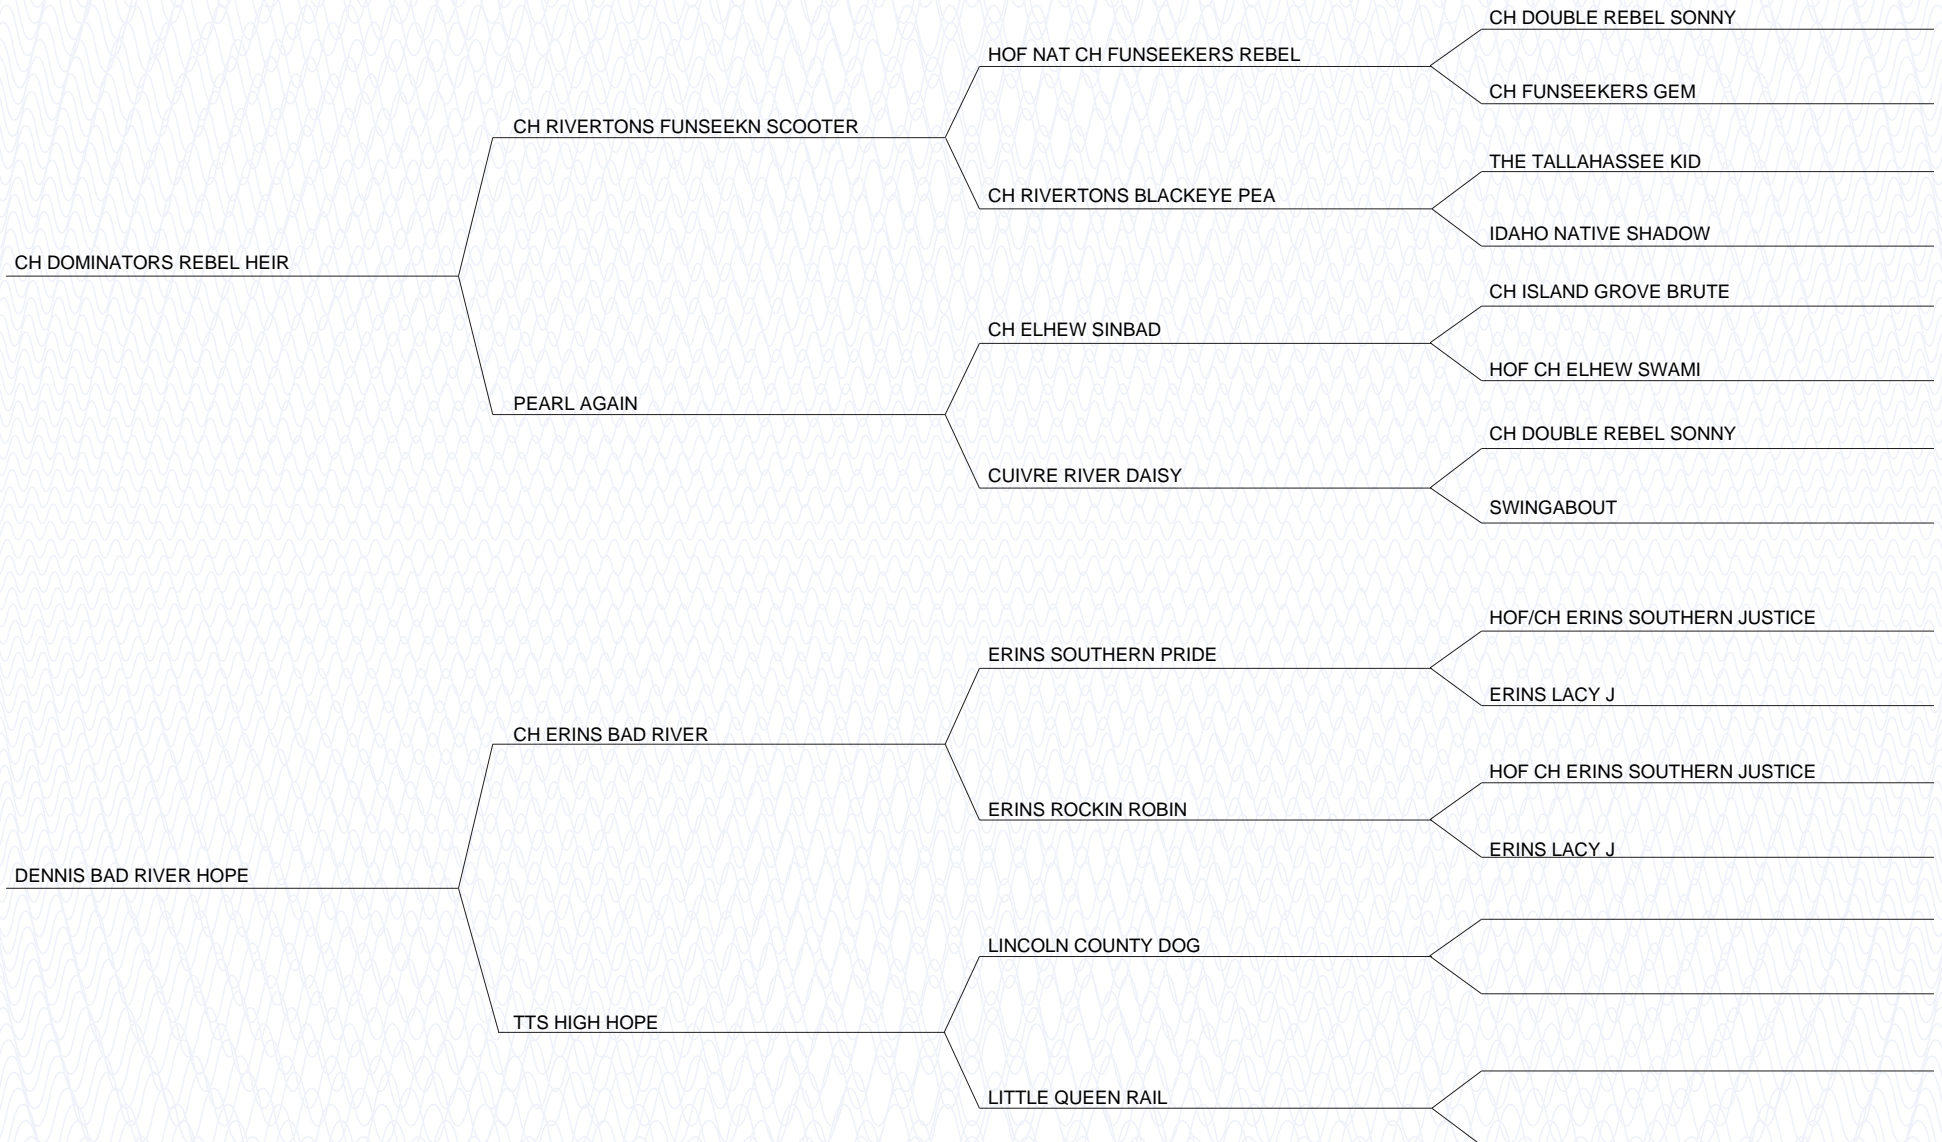 CH DOUBLE REBEL SONNY
HOF NAT CH FUNSEEKERS REBEL
CH FUNSEEKERS GEM
CH RIVERTONS FUNSEEKN SCOOTER
THE TALLAHASSEE KID
CH RIVERTONS BLACKEYE PEA
IDAHO NATIVE SHADOW
CH DOMINATORS REBEL HEIR
CH ISLAND GROVE BRUTE
CH ELHEW SINBAD
HOF CH ELHEW SWAMI
PEARL AGAIN
CH DOUBLE REBEL SONNY
CUIVRE RIVER DAISY
SWINGABOUT
HOF/CH ERINS SOUTHERN JUSTICE
ERINS SOUTHERN PRIDE
ERINS LACY J
CH ERINS BAD RIVER
HOF CH ERINS SOUTHERN JUSTICE
ERINS ROCKIN ROBIN
ERINS LACY J
DENNIS BAD RIVER HOPE
LINCOLN COUNTY DOG
TTS HIGH HOPE
LITTLE QUEEN RAIL